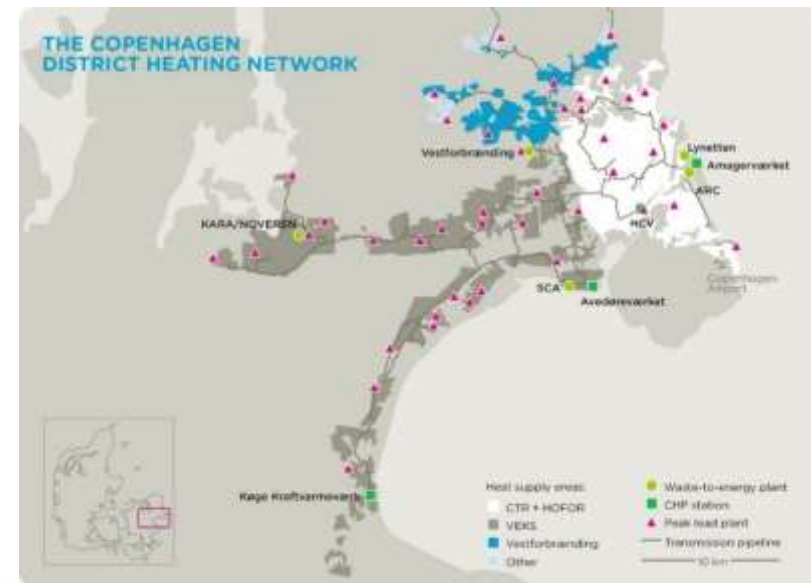 THE COPENHAGEN
DISTRICT HEATING NETWORK
Vestforbrænding
Lynetten
Amagerværket
ARC
KARA/NOVEREN
HCV
Copenhagen
Airport
SCA
Avedøreværket
Køge Kraftvarmeværk
Heat supply areas:
CTR + HOFOR
VEKS
Vestforbrænding
Other
Waste-to-energy plant
CHP station
Peak load plant
Transmission pipeline
10 km